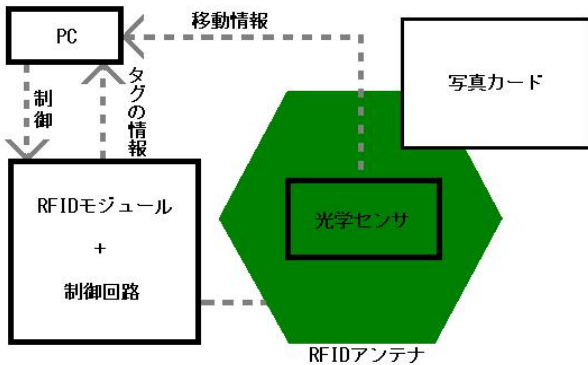 移動情報
PC
写真カード
制御
タグの情報
RFIDモジュール
+
制御回路
光学センサ
RFIDアンテナ